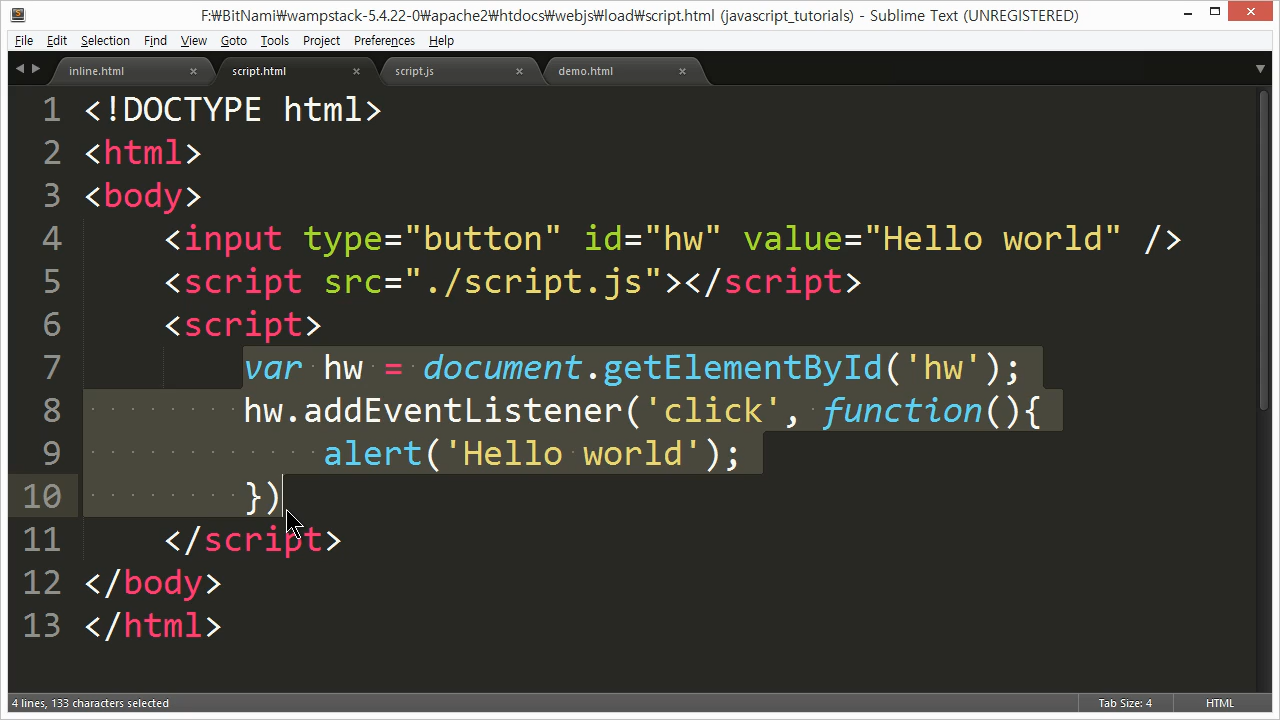 F:₩BitNami₩wampstack-5.4.22-0₩apache2₩htdocs₩webjs₩load₩script.html (javascript_tutorials) - Sublime Text (UNREGISTERED)
File Edit Selection Find View Goto Tools Project Preferences Help
inline.html × script.html × script.js × demo.html ×
1 <!DOCTYPE html>
2 <html>
3 <body>
4     <input type="button" id="hw" value="Hello world" />
5     <script src="./script.js"></script>
6     <script>
7         var hw = document.getElementById('hw');
8         hw.addEventListener('click', function(){
9             alert('Hello world');
10         })
11     </script>
12 </body>
13 </html>
4 lines, 133 characters selected Tab Size: 4 HTML